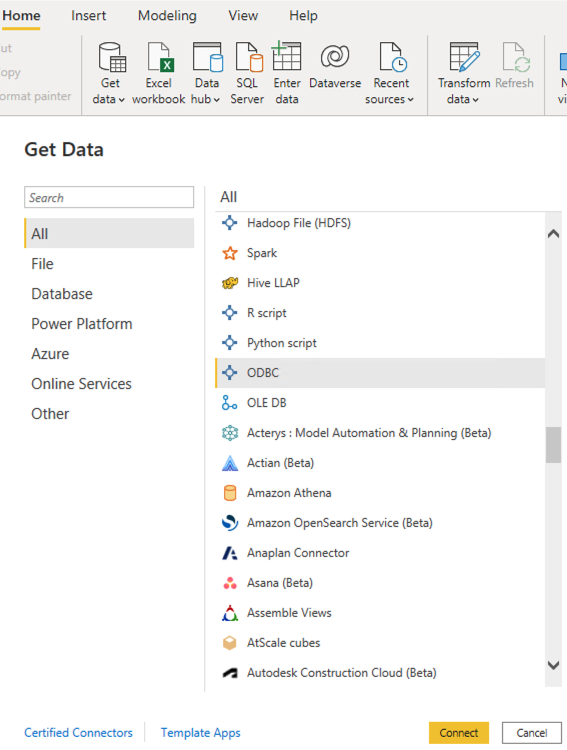 Home Insert Modeling View Help
ut
opy
ormat painter
Get data
Excel workbook
Data hub
SQL Server
Enter data
Dataverse
Recent sources
Transform data
Refresh
N
vi
Get Data
Search
All
File
Database
Power Platform
Azure
Online Services
Other
All
Hadoop File (HDFS)
Spark
Hive LLAP
R script
Python script
ODBC
OLE DB
Acterys : Model Automation & Planning (Beta)
Actian (Beta)
Amazon Athena
Amazon OpenSearch Service (Beta)
Anaplan Connector
Asana (Beta)
Assemble Views
AtScale cubes
Autodesk Construction Cloud (Beta)
Certified Connectors Template Apps Connect Cancel